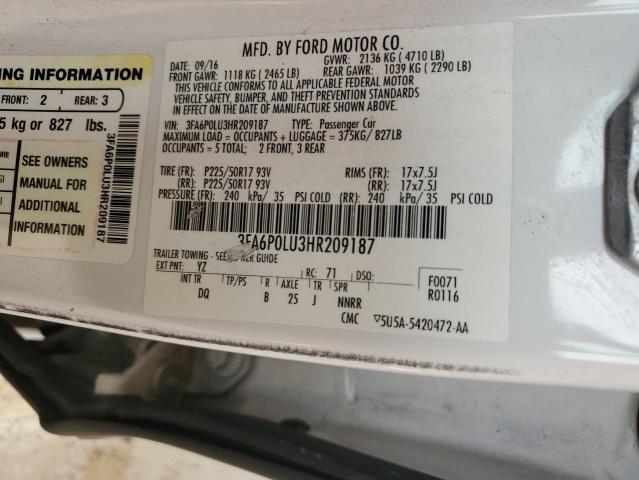 NG INFORMATION
FRONT: 2 REAR: 3
5 kg or 827 lbs.
SEE OWNERS
MANUAL FOR
ADDITIONAL
INFORMATION
3FA6P0LU3HR209187
MFD. BY FORD MOTOR CO.
DATE: 09/16 GVWR: 2136 KG ( 4710 LB)
FRONT GAWR: 1118 KG ( 2465 LB) REAR GAWR: 1039 KG ( 2290 LB)
THIS VEHICLE CONFORMS TO ALL APPLICABLE FEDERAL MOTOR
VEHICLE SAFETY, BUMPER, AND THEFT PREVENTION STANDARDS
IN EFFECT ON THE DATE OF MANUFACTURE SHOWN ABOVE.
VIN: 3FA6P0LU3HR209187 TYPE: Passenger Car
MAXIMUM LOAD = OCCUPANTS + LUGGAGE = 375KG/ 827LB
OCCUPANTS = 5 TOTAL; 2 FRONT, 3 REAR
TIRE (FR): P225/50R17 93V RIMS (FR): 17x7.5J
(RR): P225/50R17 93V (RR): 17x7.5J
PRESSURE (FR): 240 kPa/ 35 PSI COLD (RR): 240 kPa/ 35 PSI COLD
3FA6P0LU3HR209187
TRAILER TOWING - SEE OWNER GUIDE
EXT PNT: YZ RC: 71 DSO:
INT TR TP/PS R AXLE TR SPR
DQ B 25 J NNRR
F0071
R0116
CMC ▽5U5A-5420472-AA